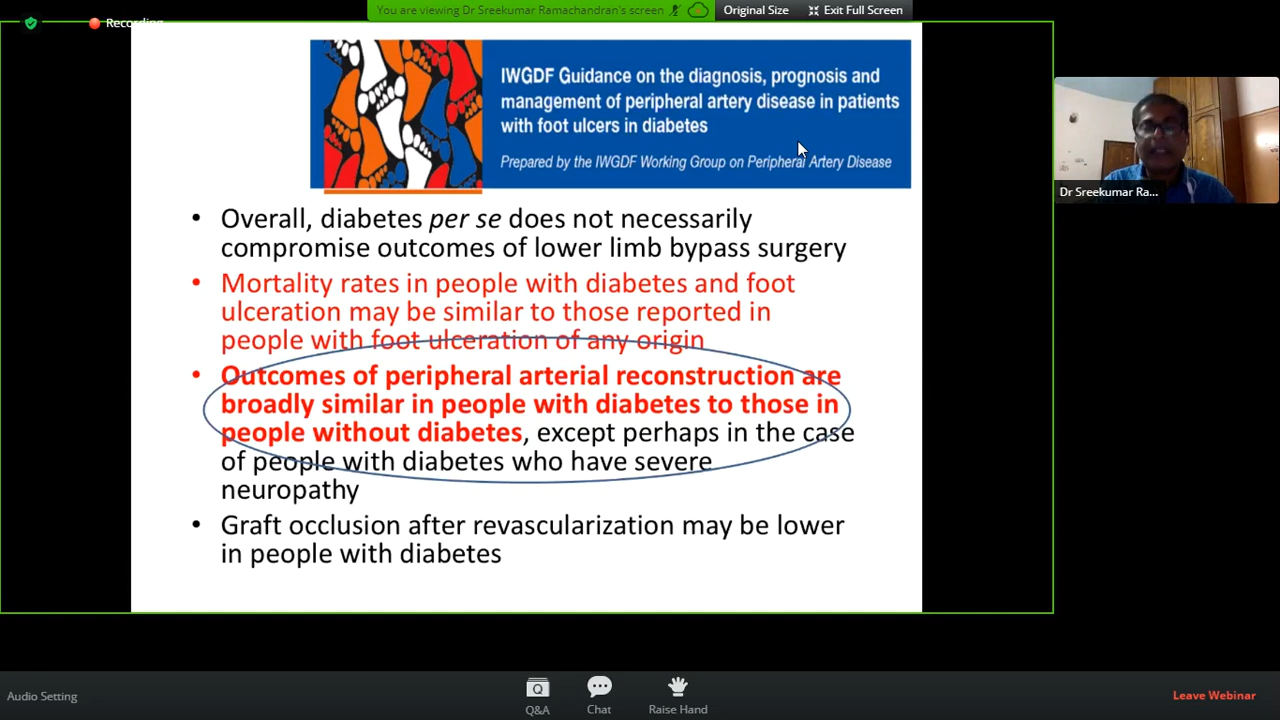 You are viewing Dr Sreekumar Ramachandran's screen
Original Size
Exit Full Screen
Recording
IWGDF Guidance on the diagnosis, prognosis and
management of peripheral artery disease in patients
with foot ulcers in diabetes
Prepared by the IWGDF Working Group on Peripheral Artery Disease
Dr Sreekumar Ra...
• Overall, diabetes per se does not necessarily
compromise outcomes of lower limb bypass surgery
• Mortality rates in people with diabetes and foot
ulceration may be similar to those reported in
people with foot ulceration of any origin
• Outcomes of peripheral arterial reconstruction are
broadly similar in people with diabetes to those in
people without diabetes, except perhaps in the case
of people with diabetes who have severe
neuropathy
• Graft occlusion after revascularization may be lower
in people with diabetes
Audio Setting
Q&A
Chat
Raise Hand
Leave Webinar